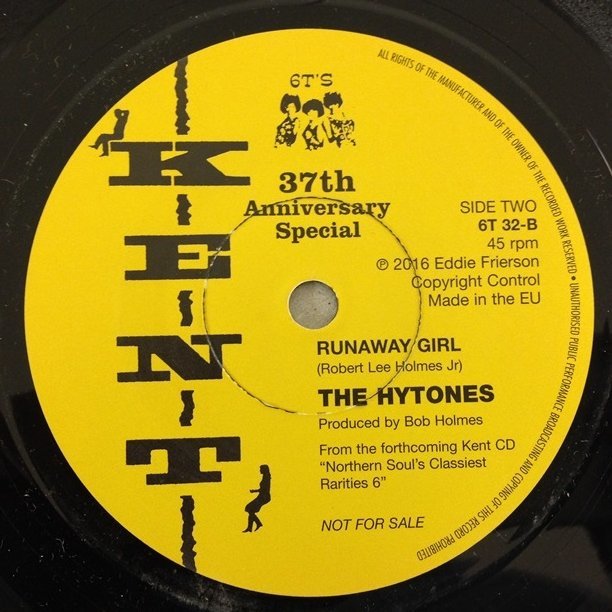 6T'S
37th
Anniversary
Special
KENT
SIDE TWO
6T 32-B
45 rpm
℗ 2016 Eddie Frierson
Copyright Control
Made in the EU
RUNAWAY GIRL
(Robert Lee Holmes Jr)
THE HYTONES
Produced by Bob Holmes
From the forthcoming Kent CD
“Northern Soul's Classiest
Rarities 6”
NOT FOR SALE
ALL RIGHTS OF THE MANUFACTURER AND OF THE OWNER OF THE RECORDED WORK RESERVED • UNAUTHORISED PUBLIC PERFORMANCE BROADCASTING AND COPYING OF THIS RECORD PROHIBITED